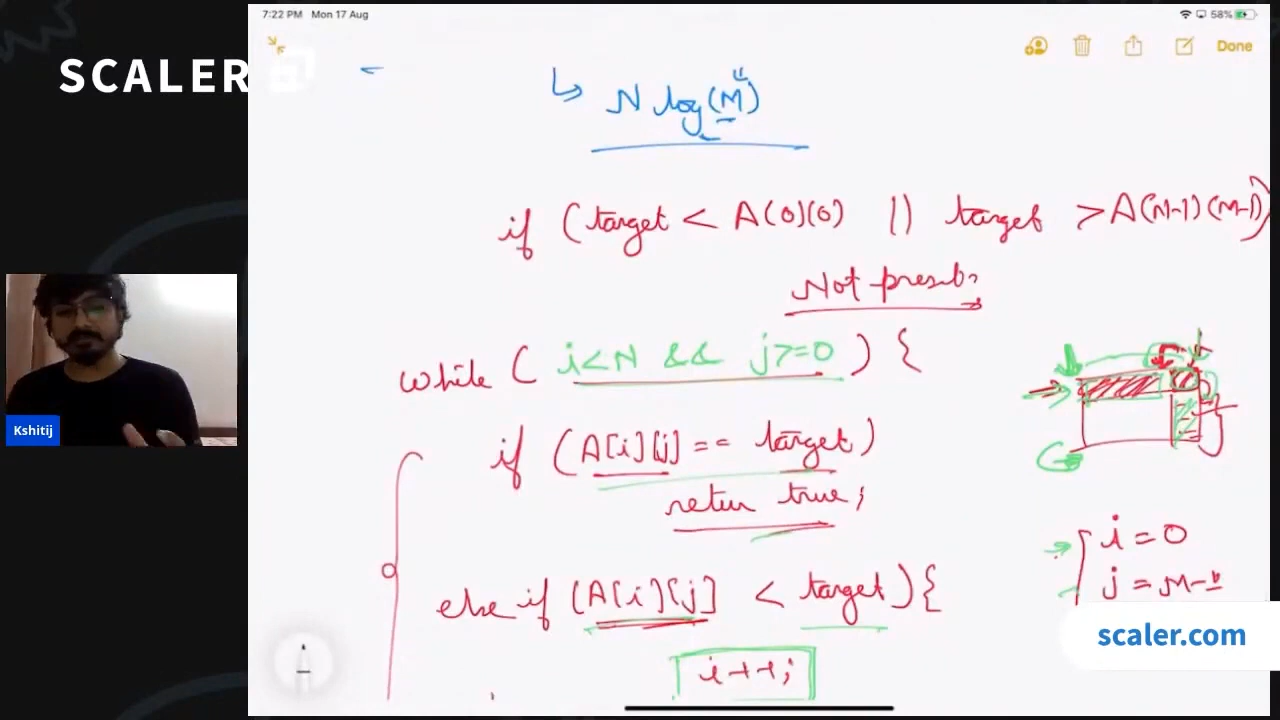 7:22 PM Mon 17 Aug
58%
Done
SCALER
N log(M)
if (target < A(0)(0) || target > A(N-1)(M-1))
Not present
while ( i<N && j>=0 ) {
if (A[i][j] == target)
retur true;
i = 0
j = M-1
else if (A[i][j] < target) {
i++;
Kshitij
scaler.com